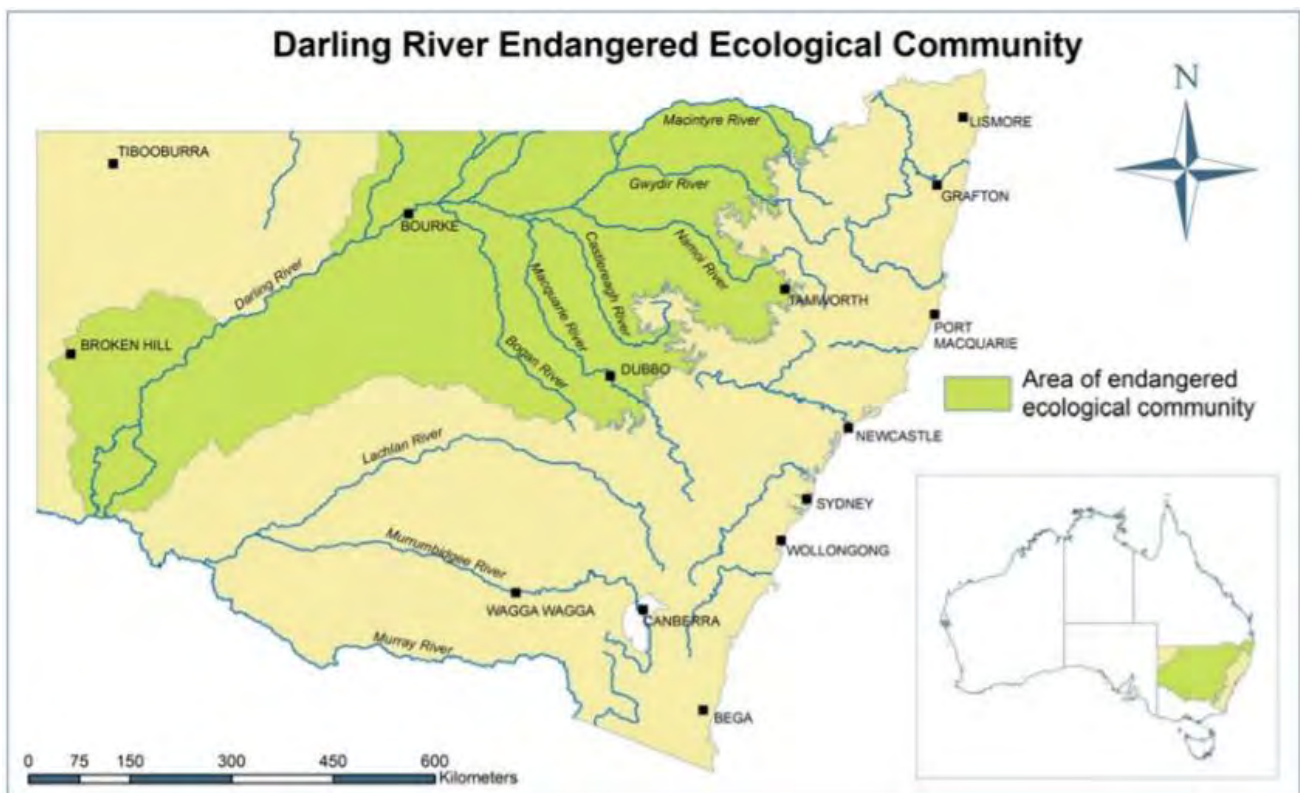 Darling River Endangered Ecological Community
N
Macintyre River
LISMORE
TIBOOBURRA
Gwydir River
GRAFTON
BOURKE
Namoi River
Castlereagh River
Macquarie River
Darling River
TAMWORTH
PORT
MACQUARIE
BROKEN HILL
Bogan River
DUBBO
Area of endangered
ecological community
NEWCASTLE
Lachlan River
SYDNEY
Murrumbidgee River
WOLLONGONG
WAGGA WAGGA
CANBERRA
Murray River
BEGA
0 75 150 300 450 600
Kilometers